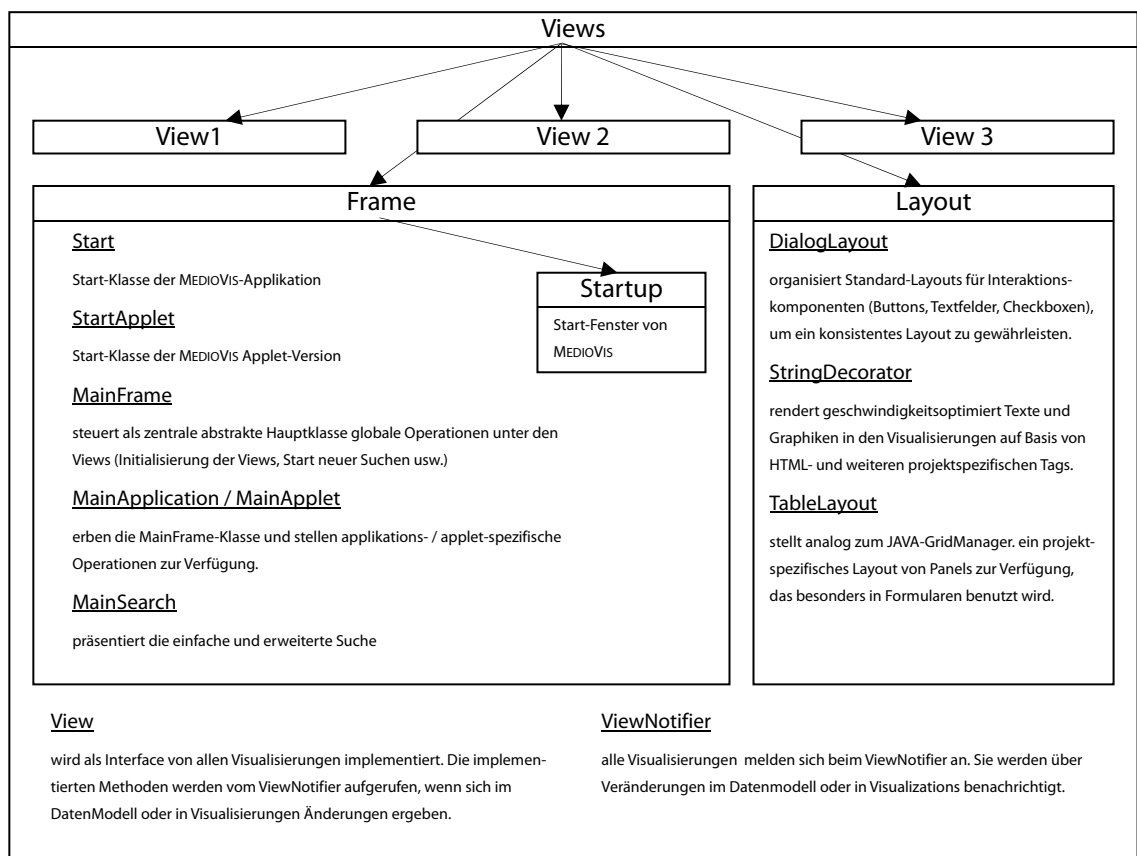 Views
View1
View 2
View 3
Frame
Start
Start-Klasse der MEDIOVIS-Applikation
StartApplet
Start-Klasse der MEDIOVIS Applet-Version
MainFrame
steuert als zentrale abstrakte Hauptklasse globale Operationen unter den
Views (Initialisierung der Views, Start neuer Suchen usw.)
MainApplication / MainApplet
erben die MainFrame-Klasse und stellen applikations- / applet-spezifische
Operationen zur Verfügung.
MainSearch
präsentiert die einfache und erweiterte Suche
Startup
Start-Fenster von
MEDIOVIS
Layout
DialogLayout
organisiert Standard-Layouts für Interaktions-
komponenten (Buttons, Textfelder, Checkboxen),
um ein konsistentes Layout zu gewährleisten.
StringDecorator
rendert geschwindigkeitsoptimiert Texte und
Graphiken in den Visualisierungen auf Basis von
HTML- und weiteren projektspezifischen Tags.
TableLayout
stellt analog zum JAVA-GridManager. ein projekt-
spezifisches Layout von Panels zur Verfügung,
das besonders in Formularen benutzt wird.
View
wird als Interface von allen Visualisierungen implementiert. Die implemen-
tierten Methoden werden vom ViewNotifier aufgerufen, wenn sich im
DatenModell oder in Visualisierungen Änderungen ergeben.
ViewNotifier
alle Visualisierungen melden sich beim ViewNotifier an. Sie werden über
Veränderungen im Datenmodell oder in Visualizations benachrichtigt.